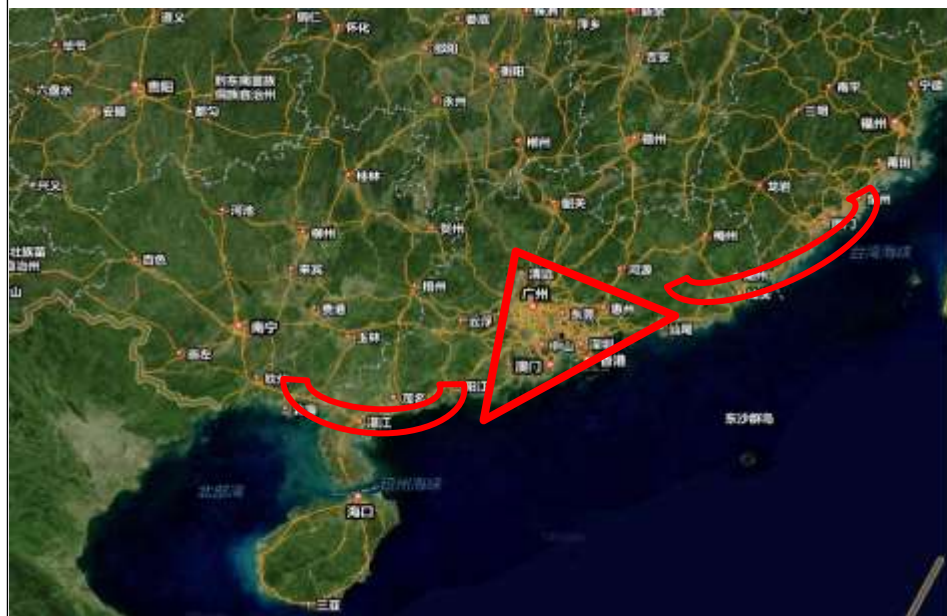 遵义
铜仁
怀化
娄底
萍乡
毕节
邵阳
吉安
衡阳
六盘水
贵阳
黔东南苗族
侗族自治州
安顺
都匀
永州
南平
宁德
三明
福州
郴州
赣州
莆田
兴义
桂林
龙岩
河池
韶关
柳州
贺州
梅州
台湾海峡
百色
来宾
清远
河源
梧州
广州
贵港
云浮
东莞
惠州
南宁
玉林
汕尾
崇左
中山
深圳
澳门
香港
钦州
阳江
茂名
湛江
东沙群岛
北部湾
琼州海峡
海口
三亚